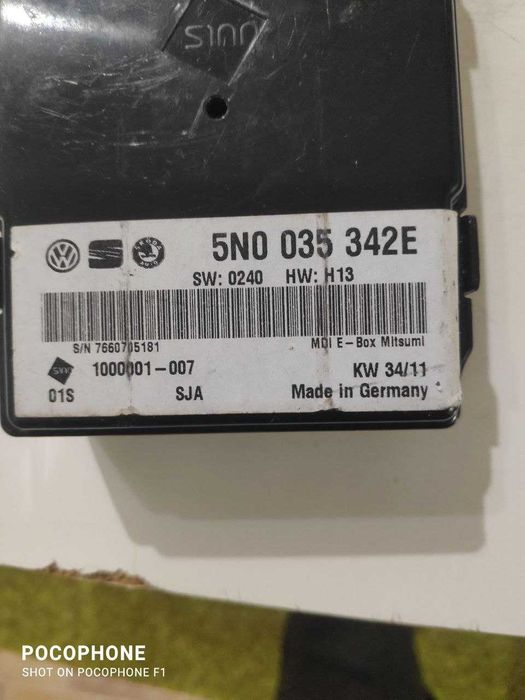 SINN
5N0 035 342E
SW: 0240 HW: H13
S/N 7660705181 MDI E-Box Mitsumi
1000001-007 KW 34/11
01S SJA Made in Germany
POCOPHONE
SHOT ON POCOPHONE F1